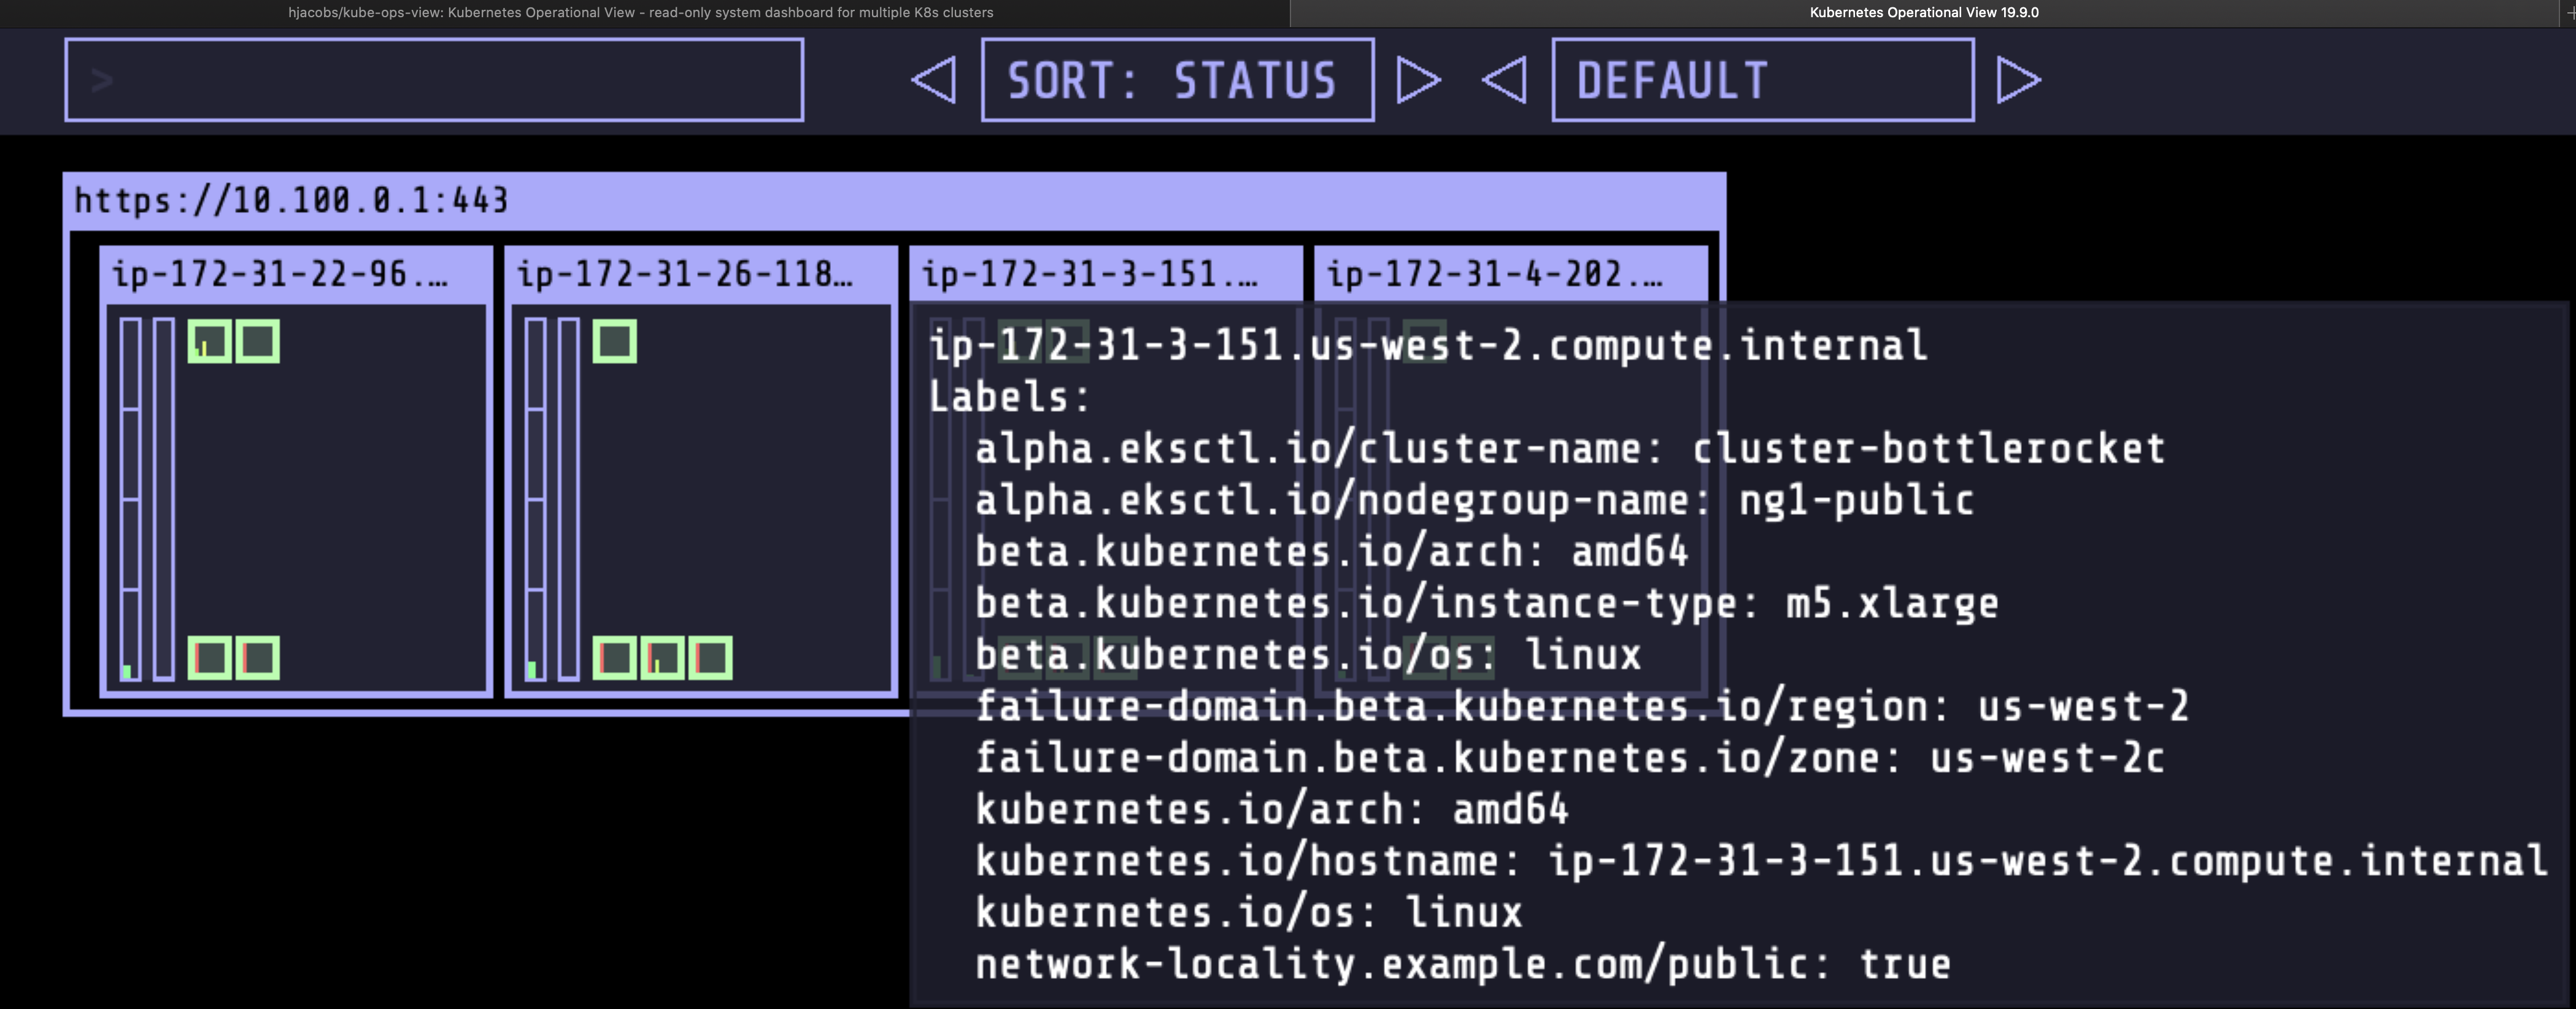 hjacobs/kube-ops-view: Kubernetes Operational View - read-only system dashboard for multiple K8s clusters
Kubernetes Operational View 19.9.0
>
SORT: STATUS
DEFAULT
https://10.100.0.1:443
ip-172-31-22-96.…
ip-172-31-26-118…
ip-172-31-3-151.…
ip-172-31-4-202.…
ip-172-31-3-151.us-west-2.compute.internal
Labels:
alpha.eksctl.io/cluster-name: cluster-bottlerocket
alpha.eksctl.io/nodegroup-name: ng1-public
beta.kubernetes.io/arch: amd64
beta.kubernetes.io/instance-type: m5.xlarge
beta.kubernetes.io/os: linux
failure-domain.beta.kubernetes.io/region: us-west-2
failure-domain.beta.kubernetes.io/zone: us-west-2c
kubernetes.io/arch: amd64
kubernetes.io/hostname: ip-172-31-3-151.us-west-2.compute.internal
kubernetes.io/os: linux
network-locality.example.com/public: true